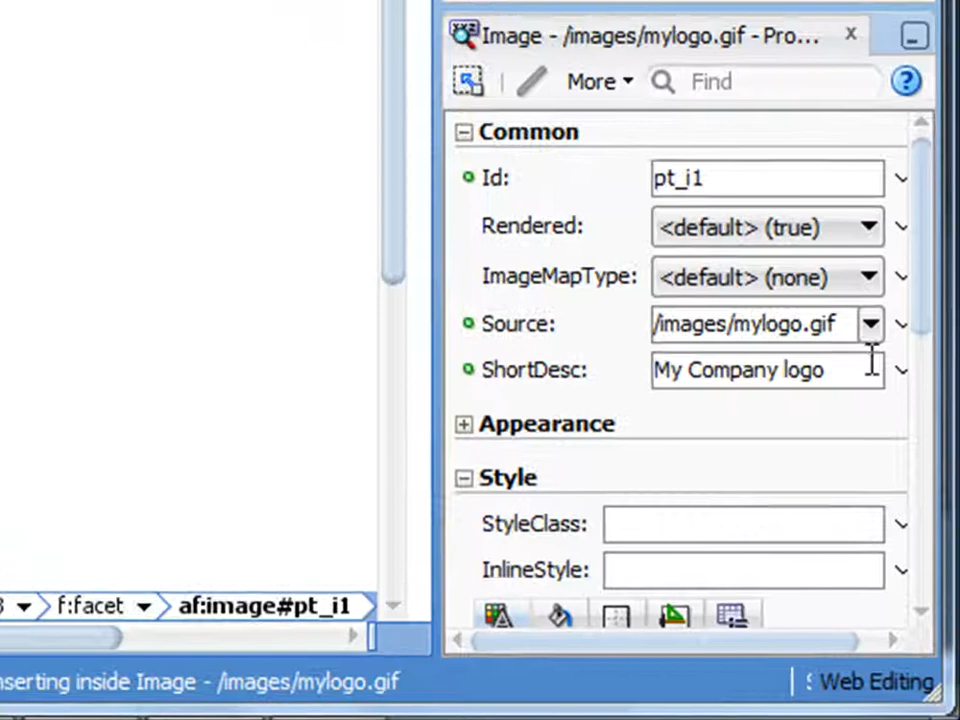 Image - /images/mylogo.gif - Pro... x
More Find ?
Common
Id: pt_i1
Rendered: <default> (true)
ImageMapType: <default> (none)
Source: /images/mylogo.gif
ShortDesc: My Company logo
Appearance
Style
StyleClass:
InlineStyle:
f:facet af:image#pt_i1
Inside Image - /images/mylogo.gif Web Editing